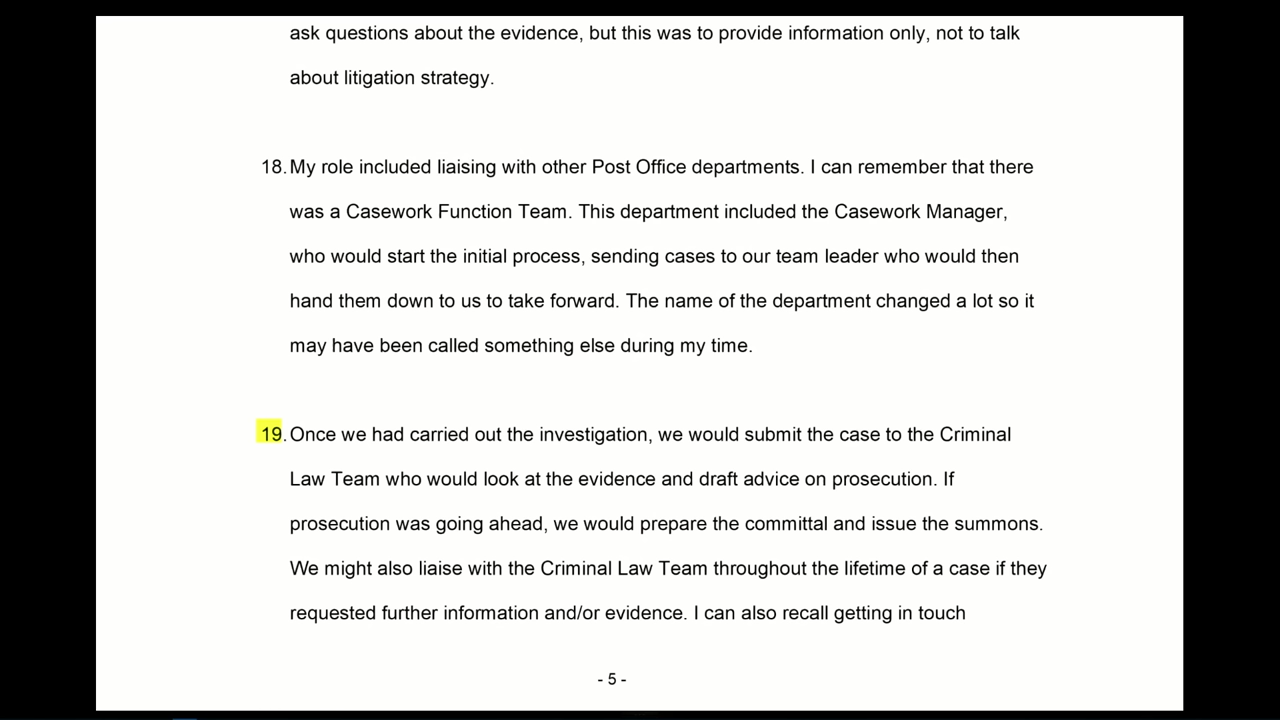 ask questions about the evidence, but this was to provide information only, not to talk
about litigation strategy.
18. My role included liaising with other Post Office departments. I can remember that there
was a Casework Function Team. This department included the Casework Manager,
who would start the initial process, sending cases to our team leader who would then
hand them down to us to take forward. The name of the department changed a lot so it
may have been called something else during my time.
19. Once we had carried out the investigation, we would submit the case to the Criminal
Law Team who would look at the evidence and draft advice on prosecution. If
prosecution was going ahead, we would prepare the committal and issue the summons.
We might also liaise with the Criminal Law Team throughout the lifetime of a case if they
requested further information and/or evidence. I can also recall getting in touch
- 5 -